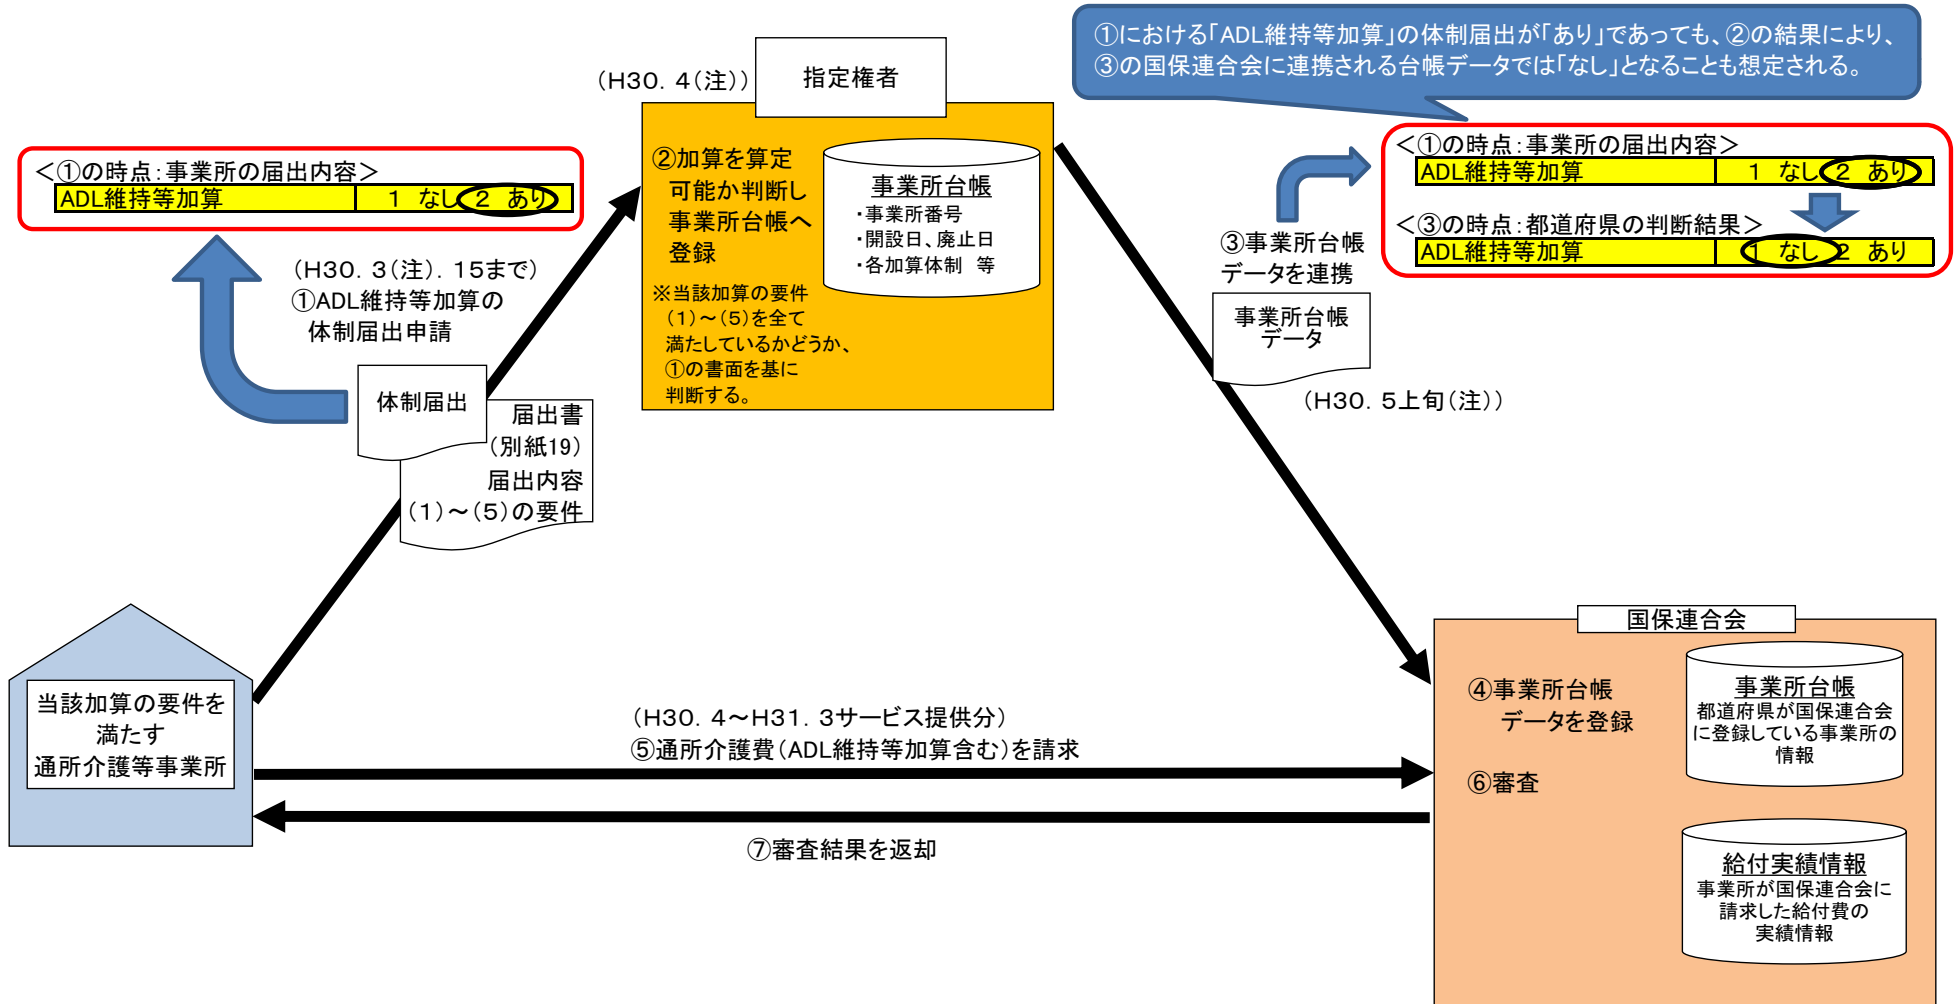 ①における「ADL維持等加算」の体制届出が「あり」であっても、②の結果により、
③の国保連合会に連携される台帳データでは「なし」となることも想定される。
(H30．4(注))
指定権者
＜①の時点：事業所の届出内容＞
ADL維持等加算 1 なし 2 あり
②加算を算定
可能か判断し
事業所台帳へ
登録
※当該加算の要件
(1)～(5)を全て
満たしているかどうか、
①の書面を基に
判断する。
事業所台帳
・事業所番号
・開設日、廃止日
・各加算体制　等
＜①の時点：事業所の届出内容＞
ADL維持等加算 1 なし 2 あり
＜③の時点：都道府県の判断結果＞
ADL維持等加算 1 なし 2 あり
(H30．3(注)．15まで)
①ADL維持等加算の
体制届出申請
③事業所台帳
データを連携
事業所台帳
データ
(H30．5上旬(注))
体制届出
届出書
(別紙19)
届出内容
(1)～(5)の要件
当該加算の要件を
満たす
通所介護等事業所
(H30．4～H31．3サービス提供分)
⑤通所介護費(ADL維持等加算含む)を請求
⑦審査結果を返却
国保連合会
④事業所台帳
データを登録
⑥審査
事業所台帳
都道府県が国保連合会
に登録している事業所の
情報
給付実績情報
事業所が国保連合会に
請求した給付費の
実績情報